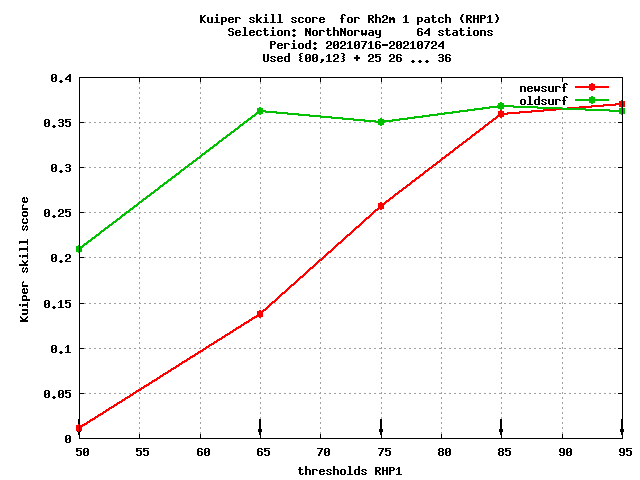 Kuiper skill score  for Rh2m 1 patch (RHP1)
Selection: NorthNorway     64 stations
Period: 20210716-20210724
Used {00,12} + 25 26 ... 36
newsurf
oldsurf
0.4
0.35
0.3
0.25
0.2
0.15
0.1
0.05
0
Kuiper skill score
50 55 60 65 70 75 80 85 90 95
thresholds RHP1